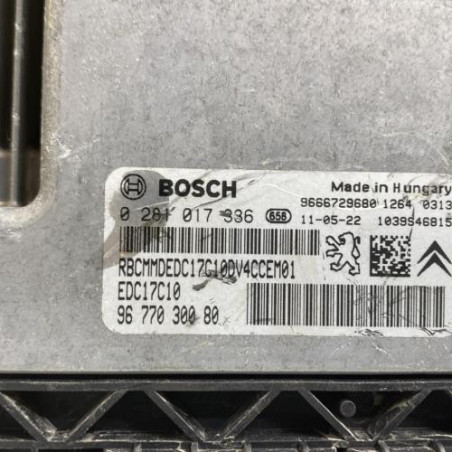 BOSCH
Made in Hungary
9666729680 1264 0313
0 281 017 336 658 11-05-22 1039S46815
RBCMMDEDC17C10DV4CCEM01
EDC17C10
96 770 300 80